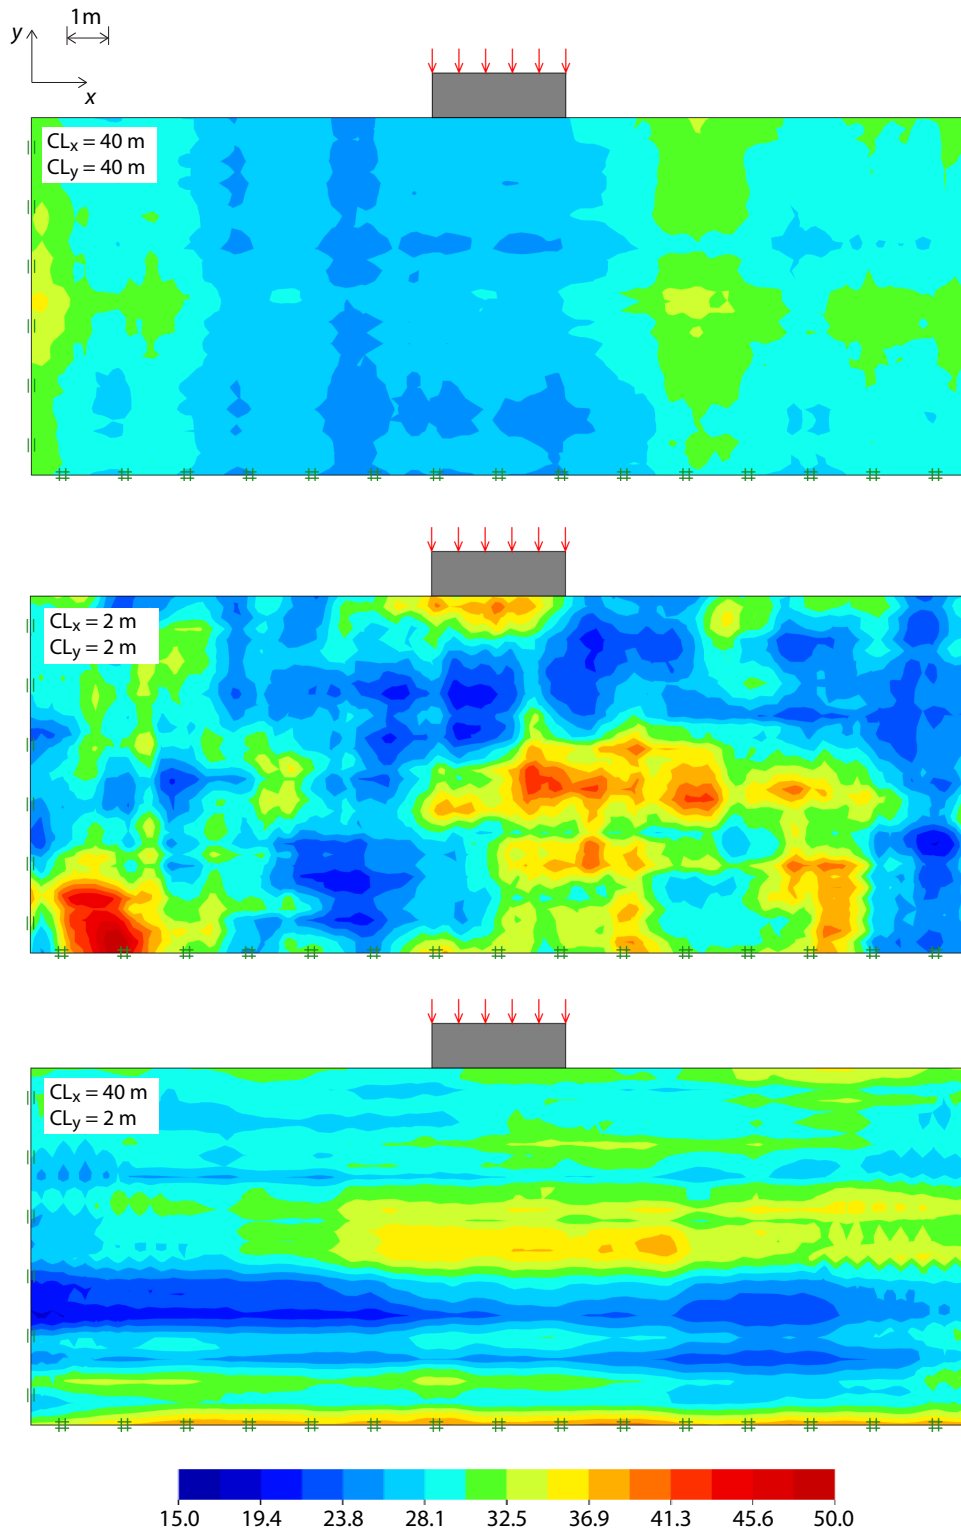 1m
y
x
CLx = 40 m
CLy = 40 m
CLx = 2 m
CLy = 2 m
CLx = 40 m
CLy = 2 m
15.0 19.4 23.8 28.1 32.5 36.9 41.3 45.6 50.0